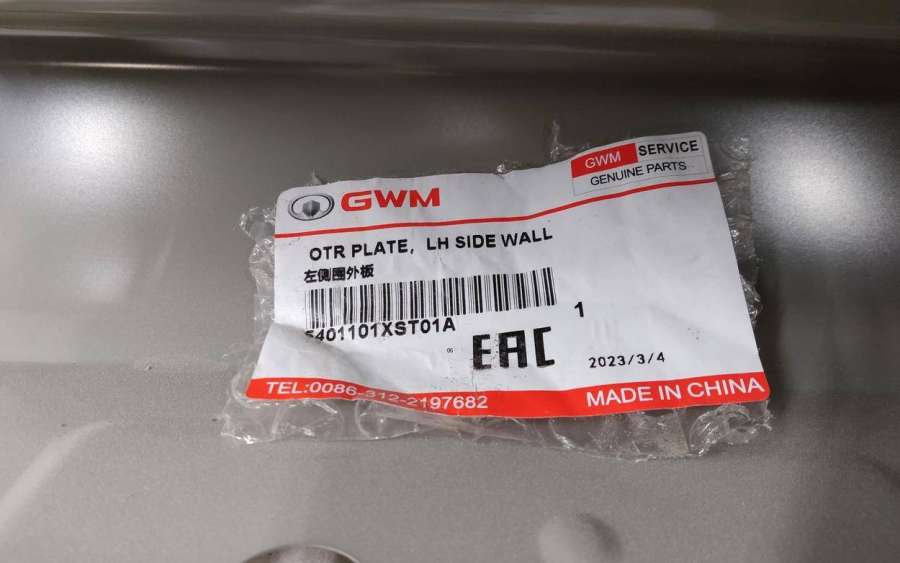 GWM
GWM SERVICE
GENUINE PARTS
OTR PLATE, LH SIDE WALL
左侧围外板
5401101XST01A
1
06
EAC
2023/3/4
TEL:0086-312-2197682
MADE IN CHINA